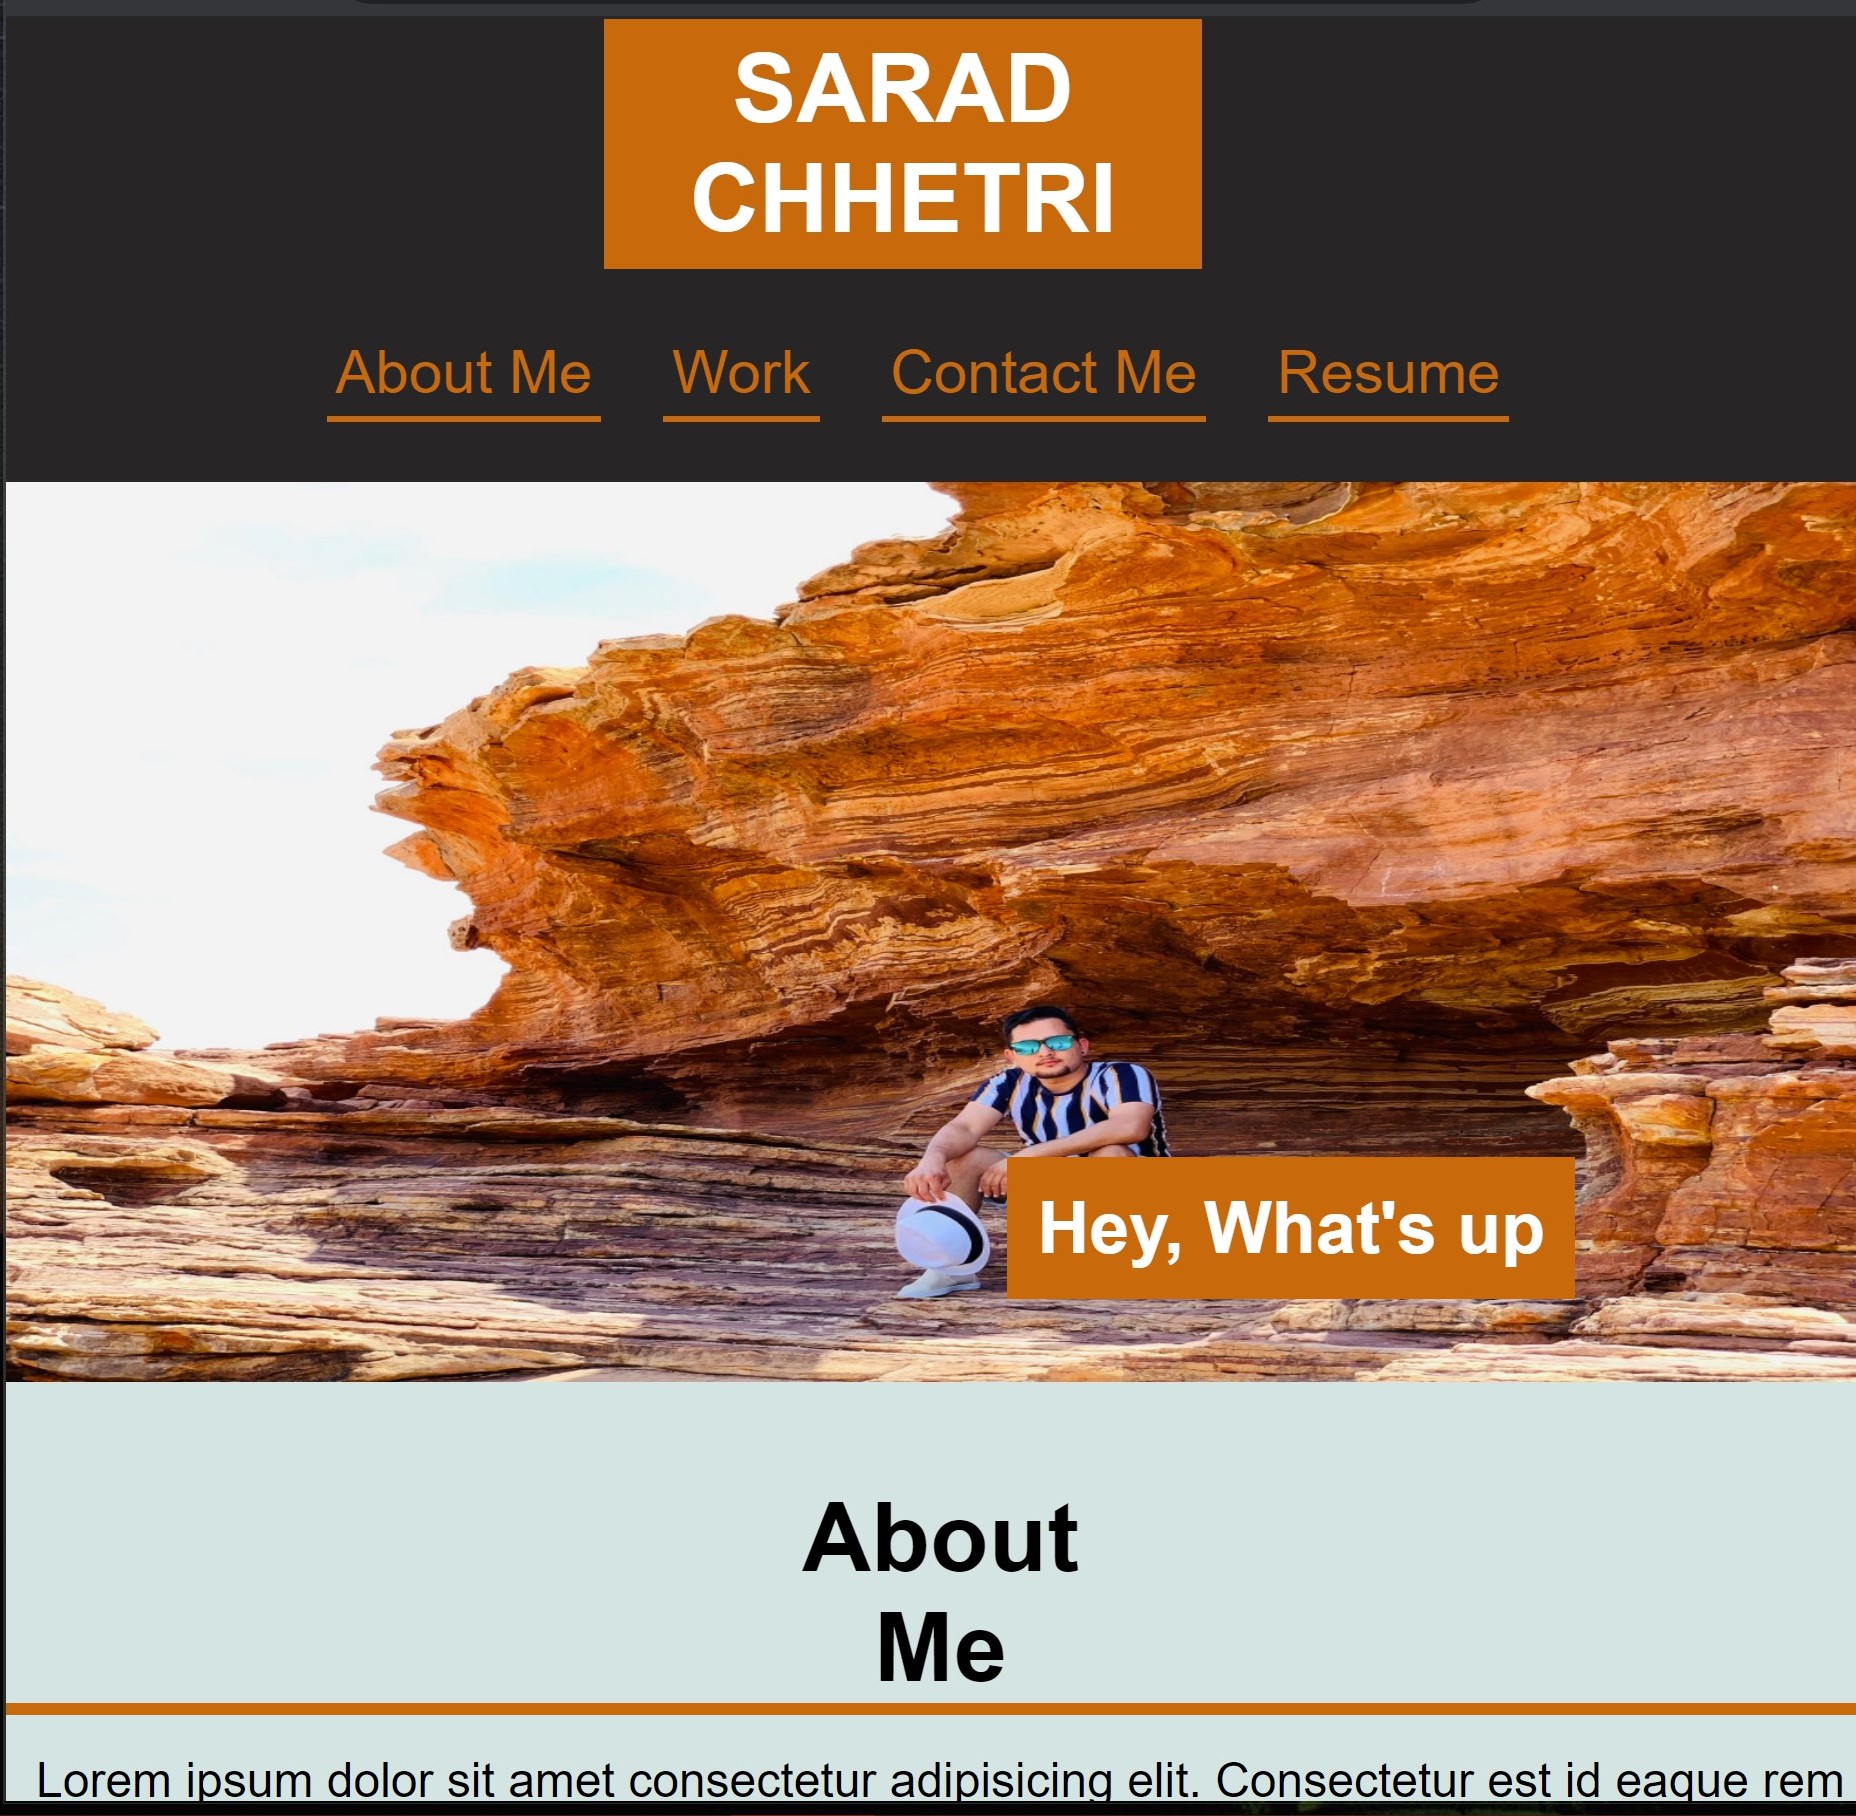 SARAD
CHHETRI
About Me Work Contact Me Resume
Hey, What's up
About
Me
Lorem ipsum dolor sit amet consectetur adipisicing elit. Consectetur est id eaque rem